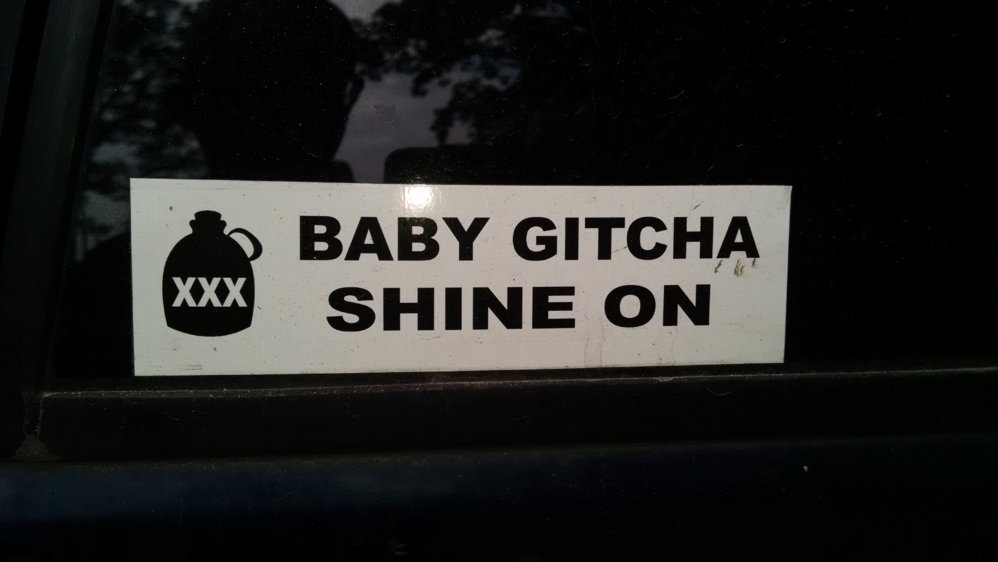 XXX
BABY GITCHA
SHINE ON